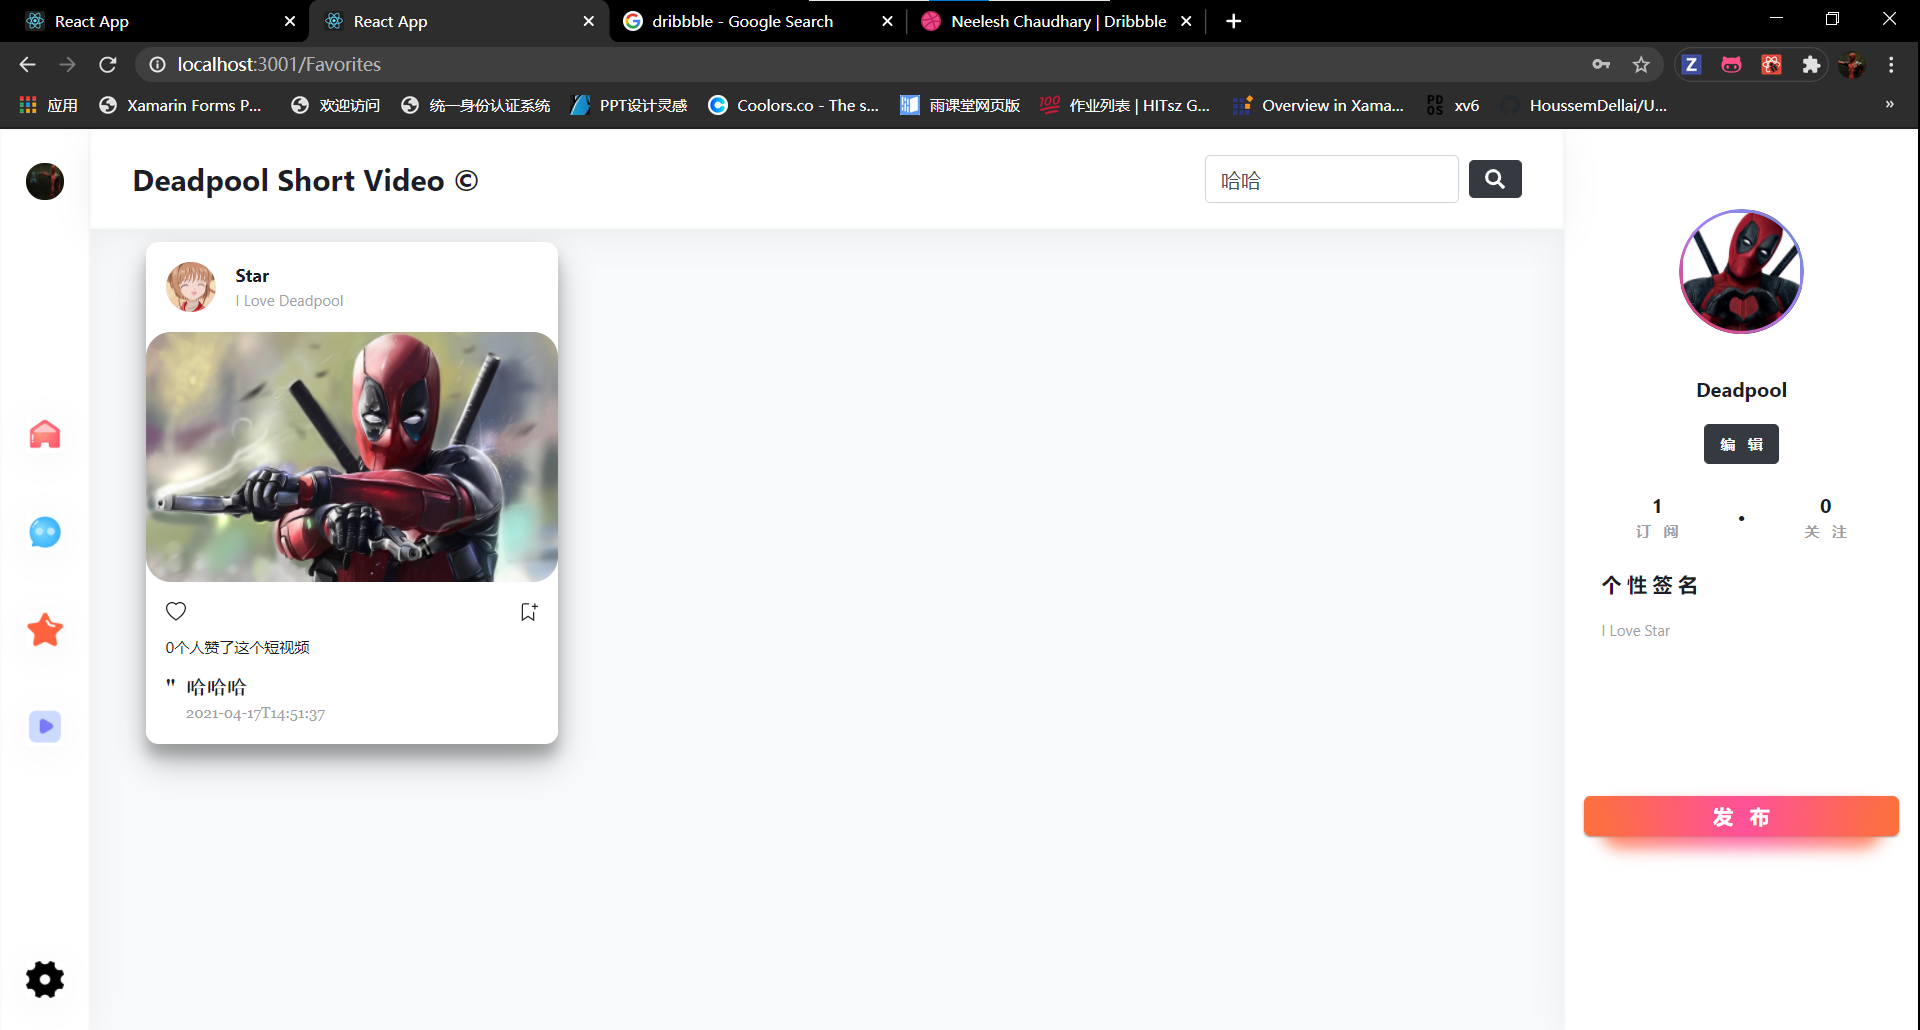 React App
React App
dribbble - Google Search
Neelesh Chaudhary | Dribbble
localhost:3001/Favorites
应用
Xamarin Forms P...
欢迎访问
统一身份认证系统
PPT设计灵感
Coolors.co - The s...
雨课堂网页版
作业列表 | HITsz G...
Overview in Xama...
PDOS
xv6
HoussemDellai/U...
»
Deadpool Short Video ©
哈哈
Star
I Love Deadpool
0个人赞了这个短视频
" 哈哈哈
2021-04-17T14:51:37
Deadpool
编 辑
1
订 阅
•
0
关 注
个性签名
I Love Star
发 布